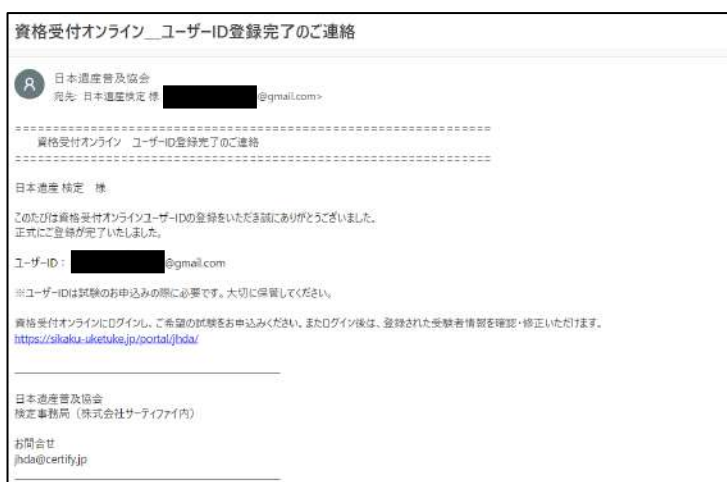 資格受付オンライン__ユーザーID登録完了のご連絡
日本遺産普及協会
宛先: 日本遺産検定 様 @gmail.com>
================================================================
資格受付オンライン ユーザーID登録完了のご連絡
================================================================
日本遺産 検定 様
このたびは資格受付オンラインユーザーIDの登録をいただき誠にありがとうございました。
正式にご登録が完了いたしました。
ユーザーID： @gmail.com
※ユーザーIDは試験のお申込みの際に必要です。大切に保管してください。
資格受付オンラインにログインし、ご希望の試験をお申込みください。またログイン後は、登録された受験者情報を確認・修正いただけます。
https://sikaku-uketuke.jp/portal/jhda/
日本遺産普及協会
検定事務局（株式会社サーティファイ内）
お問合せ
jhda@certify.jp